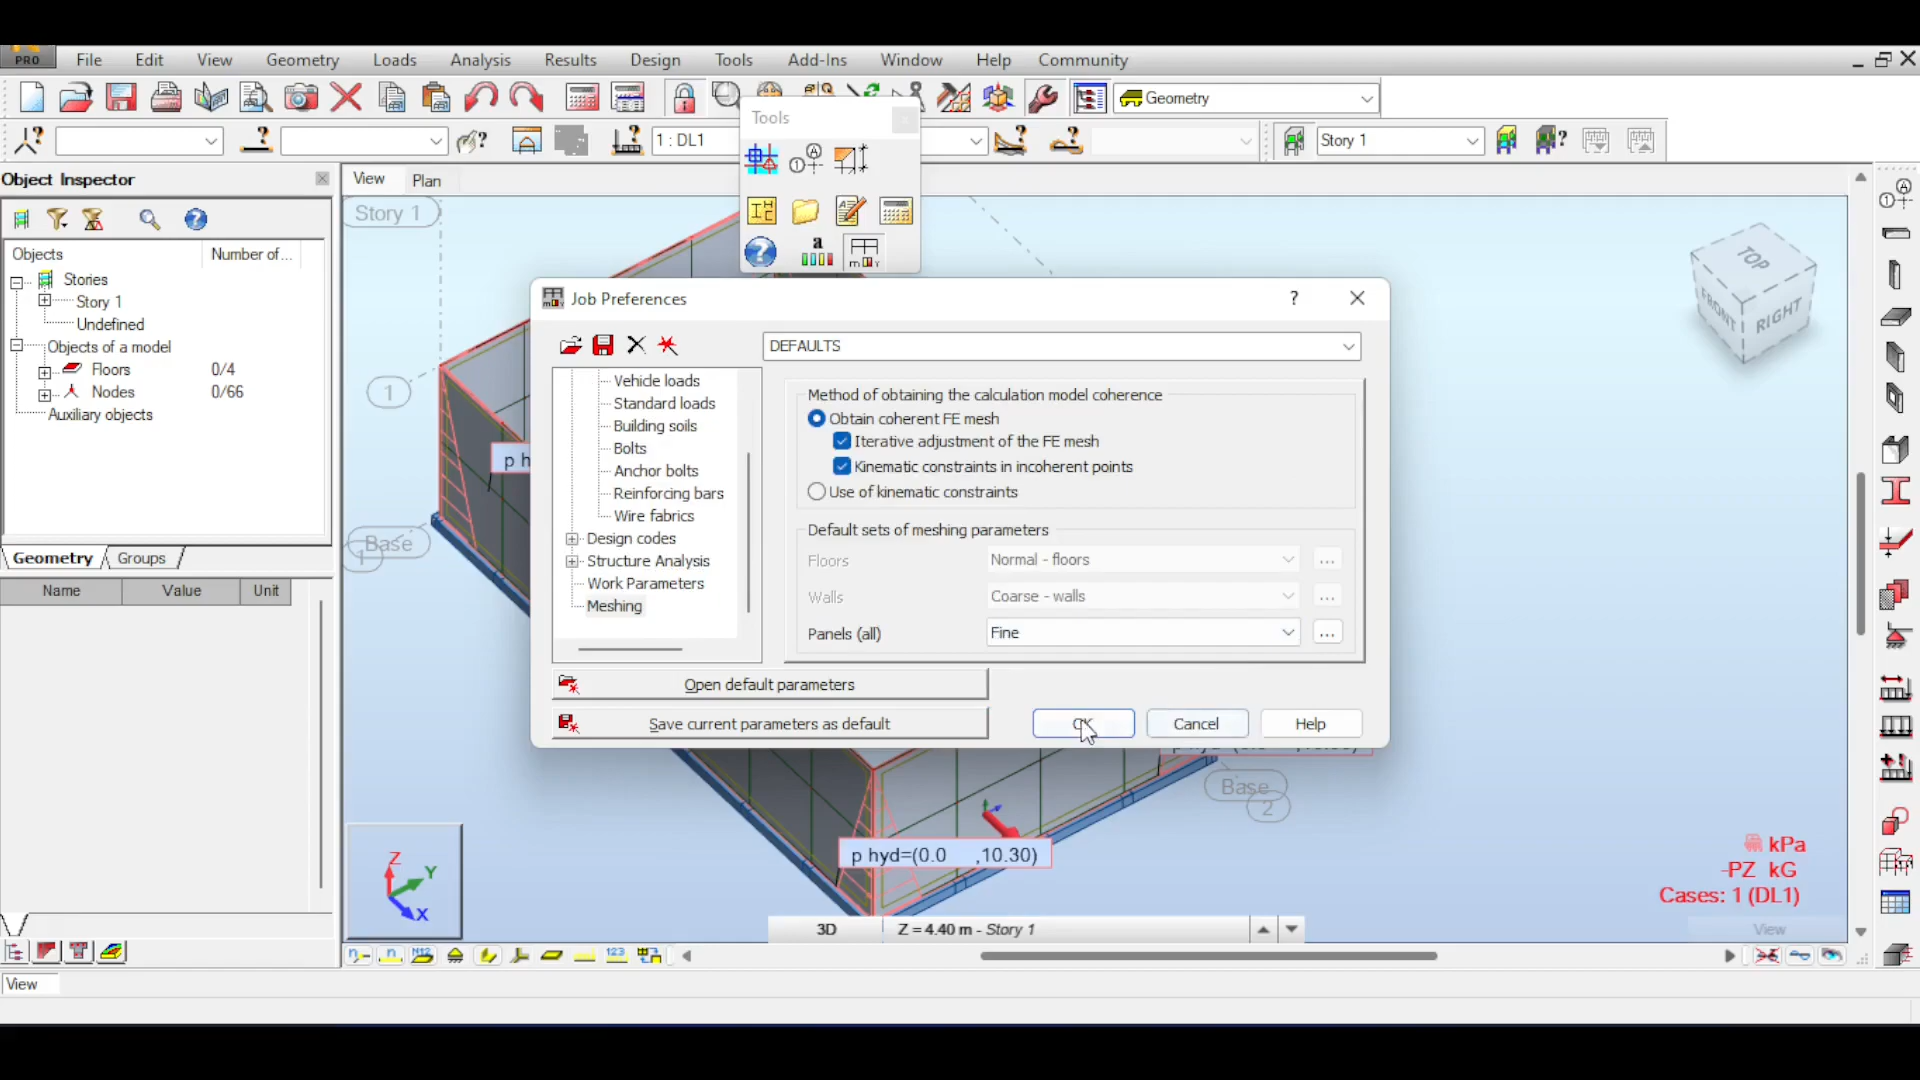 PRO
File Edit View Geometry Loads Analysis Results Design Tools Add-Ins Window Help Community
Geometry
1 : DL1
Story 1
Tools
Object Inspector
Objects Number of...
Stories
Story 1
Undefined
Objects of a model
Floors 0/4
Nodes 0/66
Auxiliary objects
Geometry Groups
Name Value Unit
View Plan
Story 1
1
Base
1
p h
Job Preferences
DEFAULTS
Vehicle loads
Standard loads
Building soils
Bolts
Anchor bolts
Reinforcing bars
Wire fabrics
Design codes
Structure Analysis
Work Parameters
Meshing
Method of obtaining the calculation model coherence
Obtain coherent FE mesh
Iterative adjustment of the FE mesh
Kinematic constraints in incoherent points
Use of kinematic constraints
Default sets of meshing parameters
Floors Normal - floors ...
Walls Coarse - walls ...
Panels (all) Fine ...
Open default parameters
Save current parameters as default
OK Cancel Help
Base
2
p hyd=(0.0 ,10.30)
TOP
FRONT RIGHT
Z
Y
X
kPa
-PZ kG
Cases: 1 (DL1)
View
3D Z = 4.40 m - Story 1
View